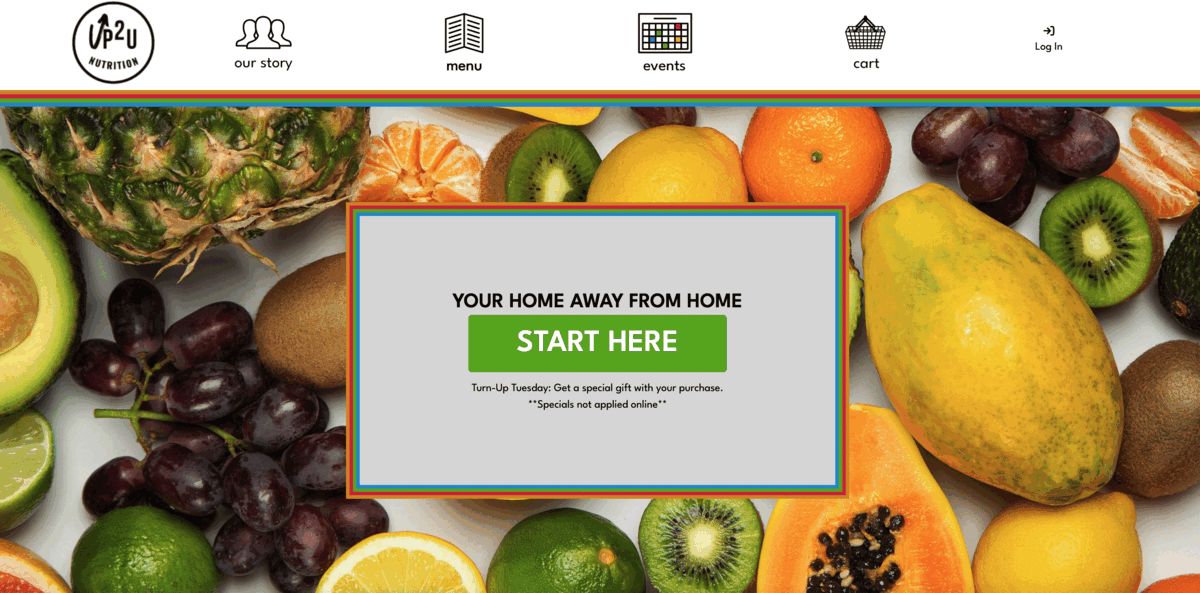 UP2U
NUTRITION
our story
menu
events
cart
Log In
YOUR HOME AWAY FROM HOME
START HERE
Turn-Up Tuesday: Get a special gift with your purchase.
**Specials not applied online**